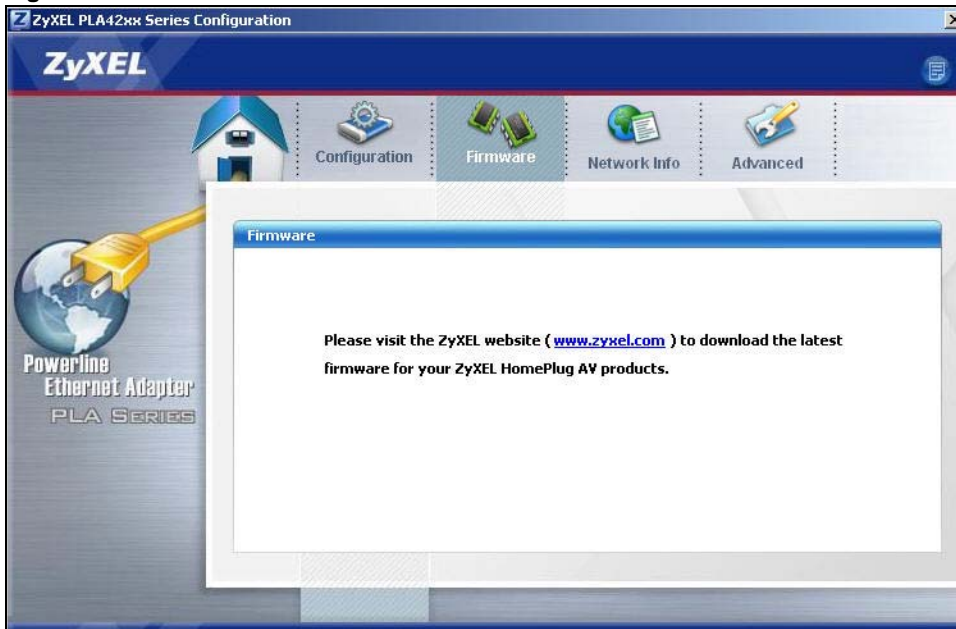 ZyXEL PLA42xx Series Configuration
ZyXEL
Configuration
Firmware
Network Info
Advanced
Firmware
Please visit the ZyXEL website ( www.zyxel.com ) to download the latest
firmware for your ZyXEL HomePlug AV products.
Powerline
Ethernet Adapter
PLA SERIES